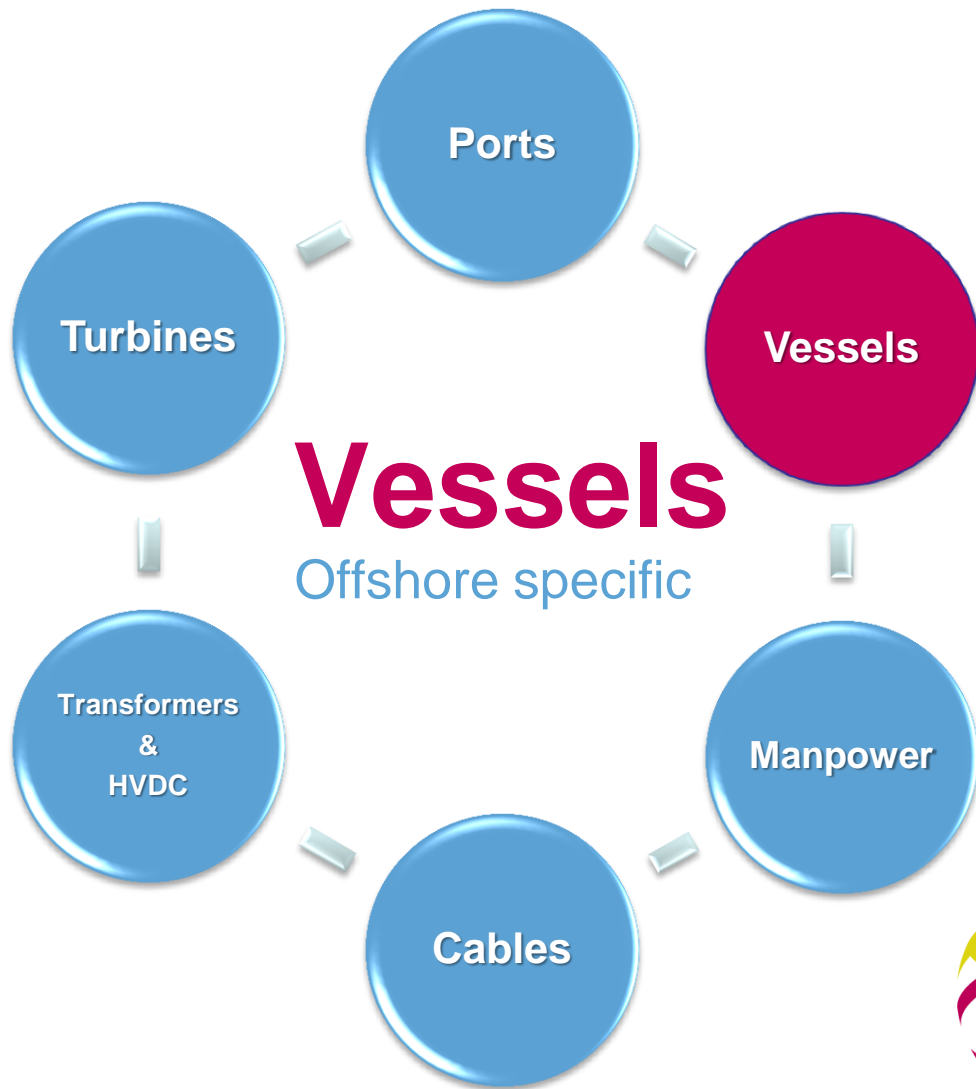 Ports
Turbines
Vessels
Vessels
Offshore specific
Transformers
&
HVDC
Manpower
Cables